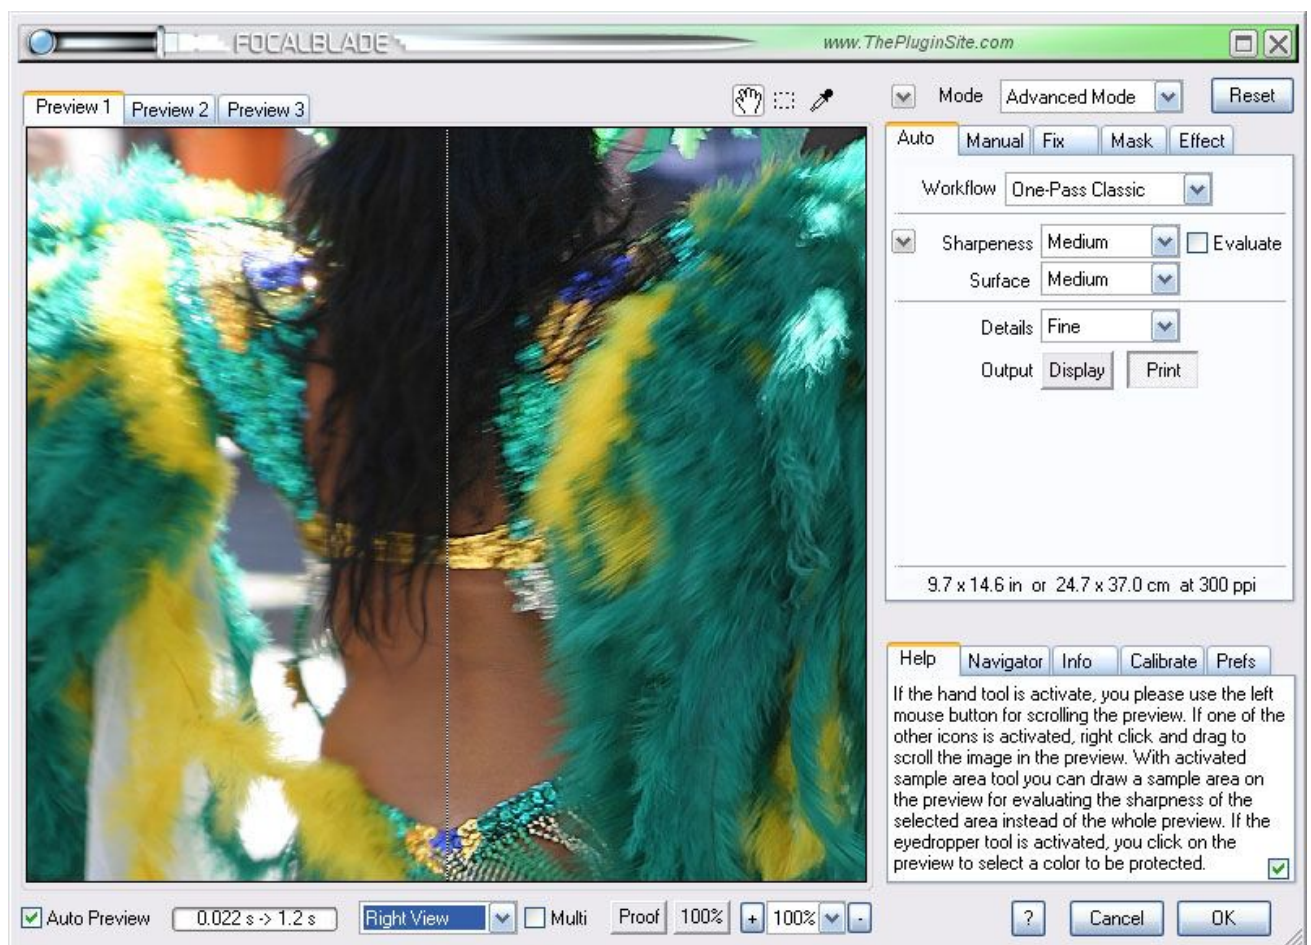 FOCALBLADE
www.ThePluginSite.com
Preview 1 Preview 2 Preview 3
Mode Advanced Mode Reset
Auto Manual Fix Mask Effect
Workflow One-Pass Classic
Sharpeness Medium Evaluate
Surface Medium
Details Fine
Output Display Print
9.7 x 14.6 in or 24.7 x 37.0 cm at 300 ppi
Help Navigator Info Calibrate Prefs
If the hand tool is activate, you please use the left
mouse button for scrolling the preview. If one of the
other icons is activated, right click and drag to
scroll the image in the preview. With activated
sample area tool you can draw a sample area on
the preview for evaluating the sharpness of the
selected area instead of the whole preview. If the
eyedropper tool is activated, you click on the
preview to select a color to be protected.
Auto Preview 0.022 s -> 1.2 s Right View Multi Proof 100% + 100% - ? Cancel OK